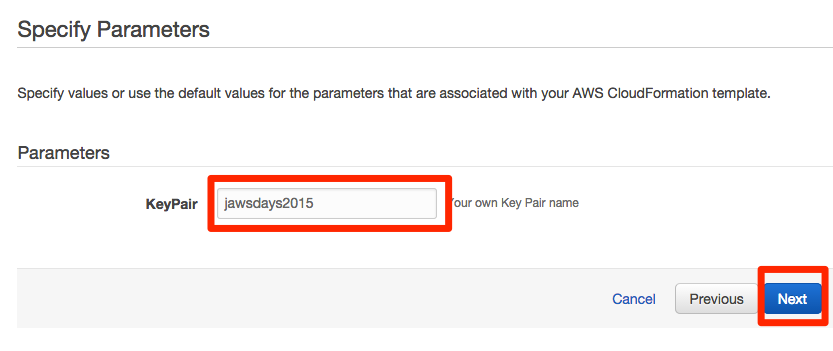 Specify Parameters
Specify values or use the default values for the parameters that are associated with your AWS CloudFormation template.
Parameters
KeyPair jawsdays2015 Your own Key Pair name
Cancel Previous Next